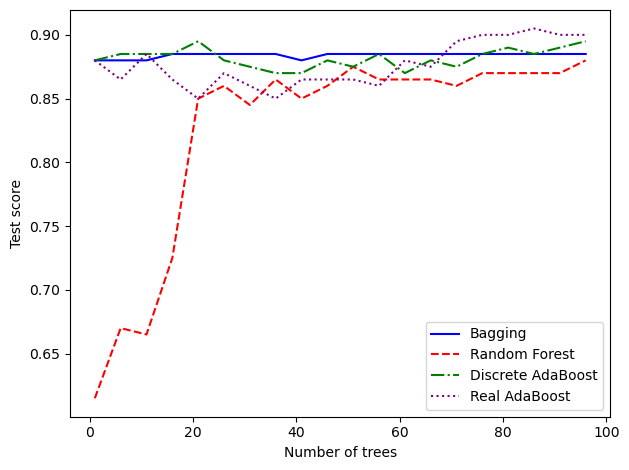 0.90
0.85
0.80
0.75
0.70
0.65
Test score
0 20 40 60 80 100
Number of trees
Bagging
Random Forest
Discrete AdaBoost
Real AdaBoost